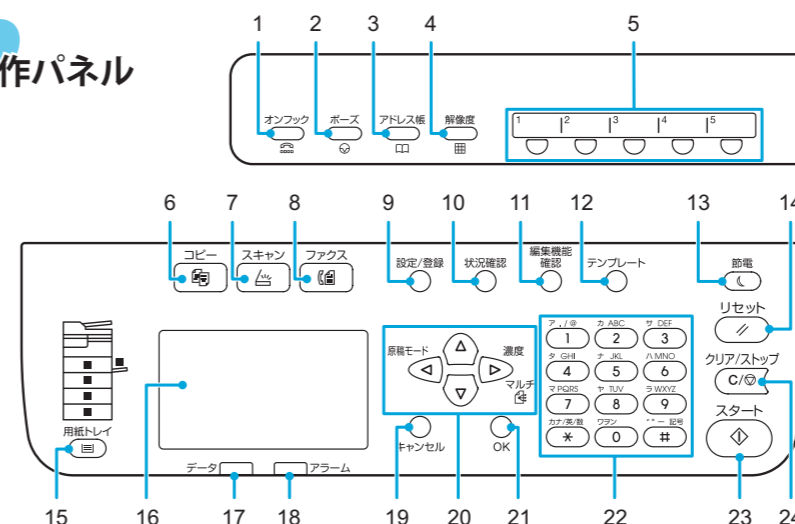 作パネル
1 2 3 4 5
オンフック ポーズ アドレス帳 解像度
1 2 3 4 5
6 7 8 9 10 11 12 13 14
コピー スキャン ファクス 設定/登録 状況確認 編集機能
確認 テンプレート 節電
リセット
原稿モード 濃度
マルチ
ア ./@ カ ABC サ DEF
1 2 3
タ GHI ナ JKL ハ MNO
4 5 6
マ PQRS ヤ TUV ラ WXYZ
7 8 9
カナ/英/数 ワヲン ゛゜ー 記号
* 0 #
クリア/ストップ
C/
スタート
用紙トレイ
キャンセル OK
データ アラーム
15 16 17 18 19 20 21 22 23 24